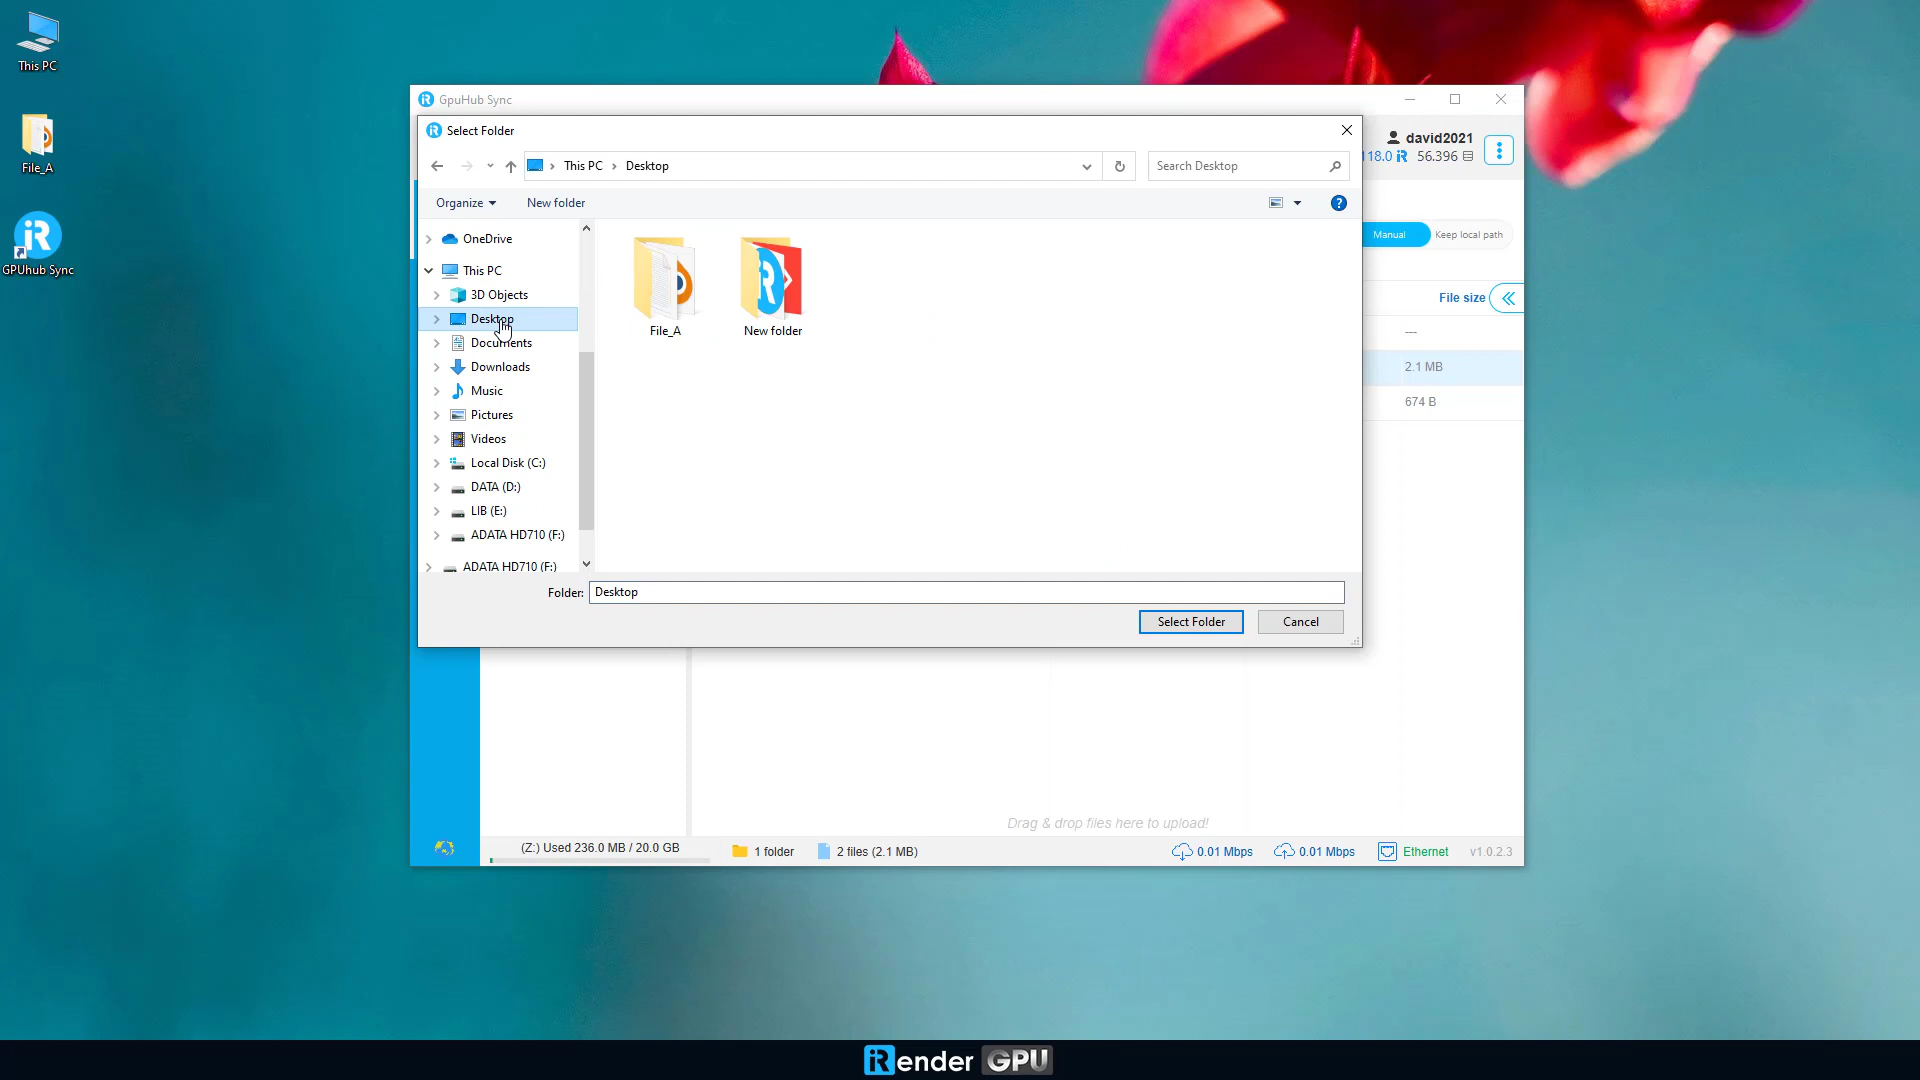 This PC
File_A
GPUhub Sync
GpuHub Sync
Select Folder
This PC
Desktop
Search Desktop
Organize
New folder
OneDrive
This PC
3D Objects
Desktop
Documents
Downloads
Music
Pictures
Videos
Local Disk (C:)
DATA (D:)
LIB (E:)
ADATA HD710 (F:)
ADATA HD710 (F:)
File_A
New folder
Folder: Desktop
Select Folder
Cancel
david2021
118.0 iR 56.396
Manual
Keep local path
File size
---
2.1 MB
674 B
Drag & drop files here to upload!
(Z:) Used 236.0 MB / 20.0 GB
1 folder
2 files (2.1 MB)
0.01 Mbps
0.01 Mbps
Ethernet
v1.0.2.3
iRender GPU